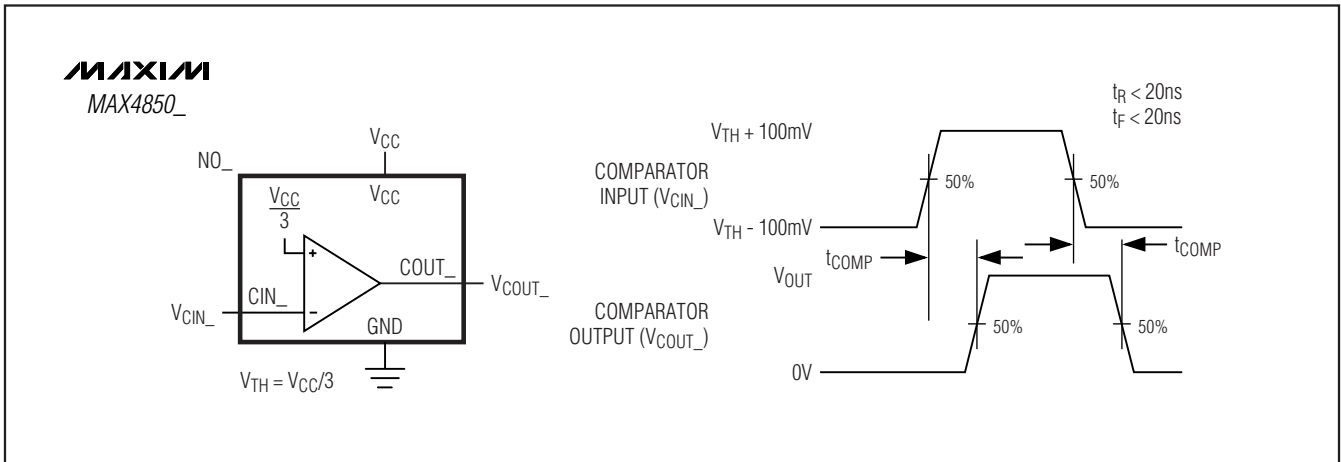 MAXIM
MAX4850_
NO_
VCC
VCC
VCC
3
+
-
CIN_
COUT_
GND
VCIN_
VCOUT_
VTH = VCC/3
tR < 20ns
tF < 20ns
VTH + 100mV
COMPARATOR
INPUT (VCIN_)
50%
50%
VTH - 100mV
tCOMP
tCOMP
VOUT
COMPARATOR
OUTPUT (VCOUT_)
50%
50%
0V